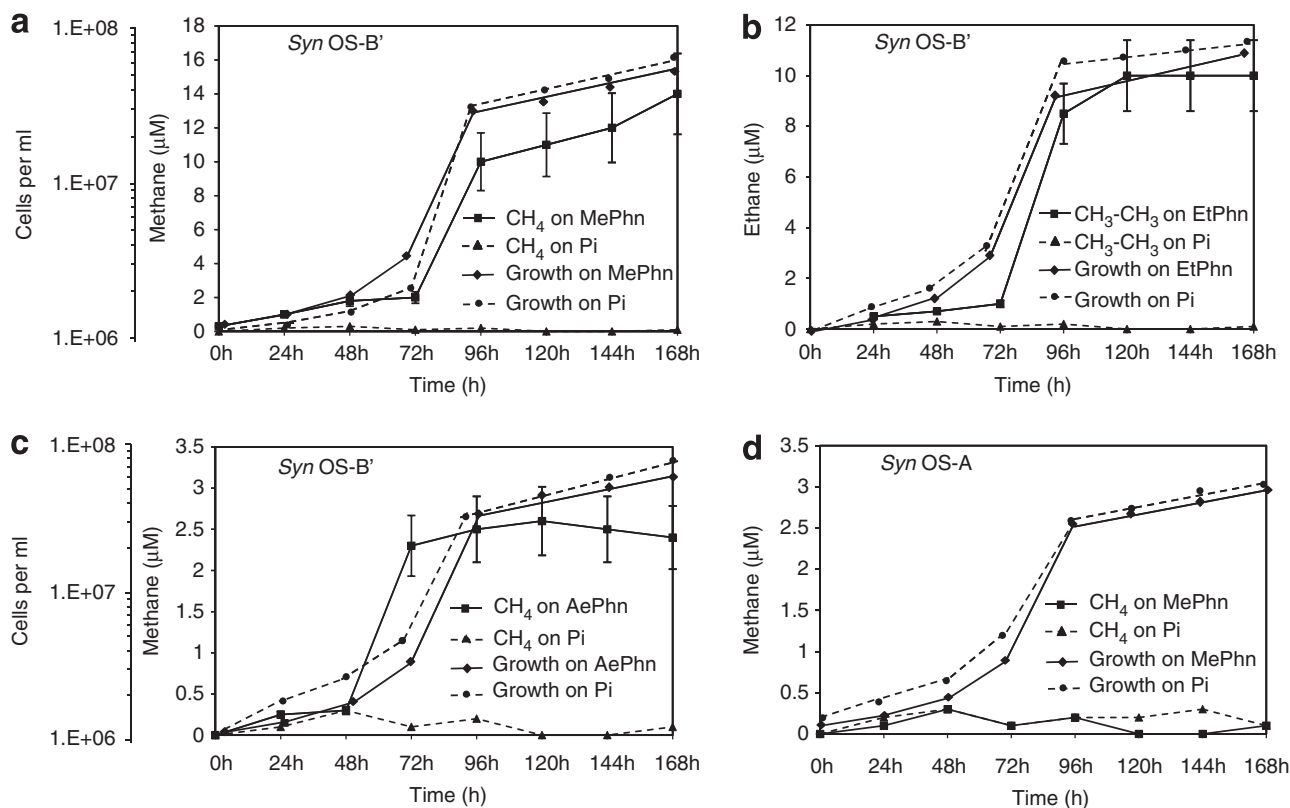 a
1.E+08
1.E+07
1.E+06
Cells per ml
Methane (µM)
18
16
14
12
10
8
6
4
2
0
Syn OS-B'
CH4 on MePhn
CH4 on Pi
Growth on MePhn
Growth on Pi
0h 24h 48h 72h 96h 120h 144h 168h
Time (h)
b
Ethane (µM)
12
10
8
6
4
2
0
Syn OS-B'
CH3-CH3 on EtPhn
CH3-CH3 on Pi
Growth on EtPhn
Growth on Pi
0h 24h 48h 72h 96h 120h 144h 168h
Time (h)
c
1.E+08
1.E+07
1.E+06
Cells per ml
Methane (µM)
3.5
3
2.5
2
1.5
1
0.5
0
Syn OS-B'
CH4 on AePhn
CH4 on Pi
Growth on AePhn
Growth on Pi
0h 24h 48h 72h 96h 120h 144h 168h
Time (h)
d
Methane (µM)
3.5
3
2.5
2
1.5
1
0.5
0
Syn OS-A
CH4 on MePhn
CH4 on Pi
Growth on MePhn
Growth on Pi
0h 24h 48h 72h 96h 120h 144h 168h
Time (h)